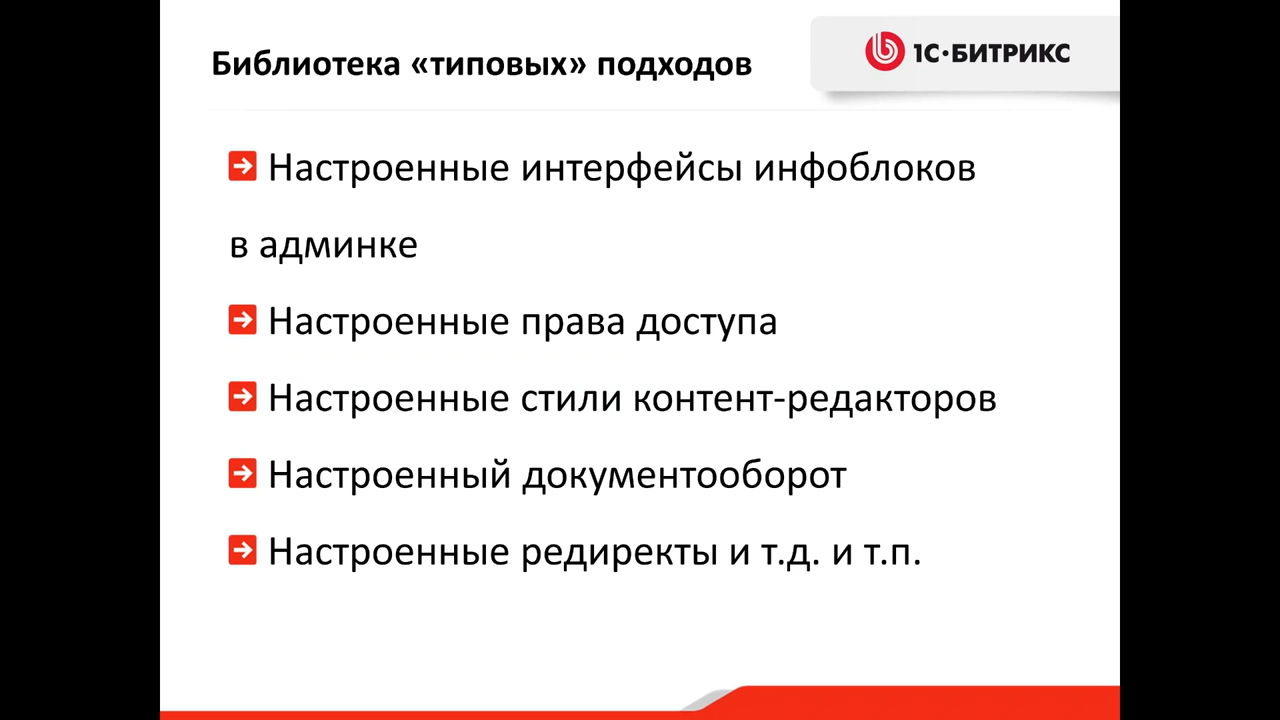 Библиотека «типовых» подходов
1С·БИТРИКС
Настроенные интерфейсы инфоблоков
в админке
Настроенные права доступа
Настроенные стили контент-редакторов
Настроенный документооборот
Настроенные редиректы и т.д. и т.п.